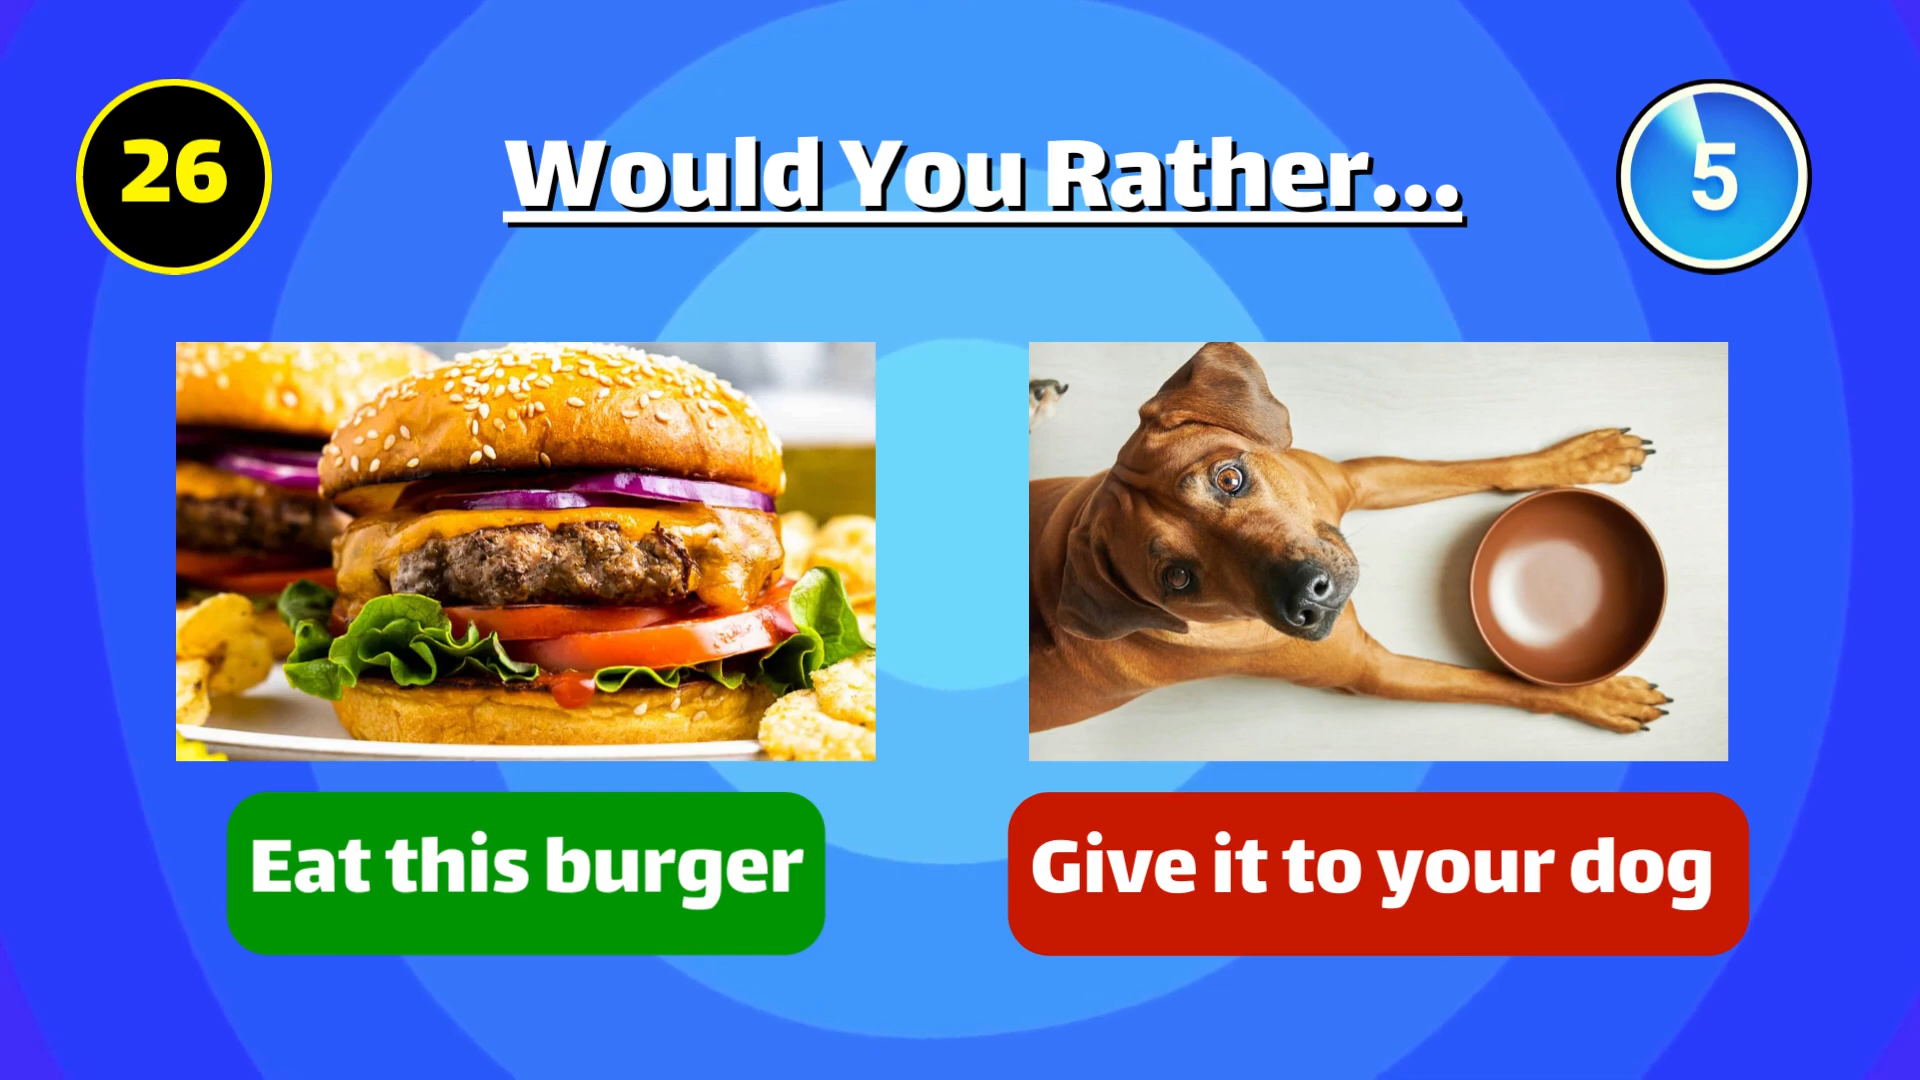 26
Would You Rather...
5
Eat this burger
Give it to your dog